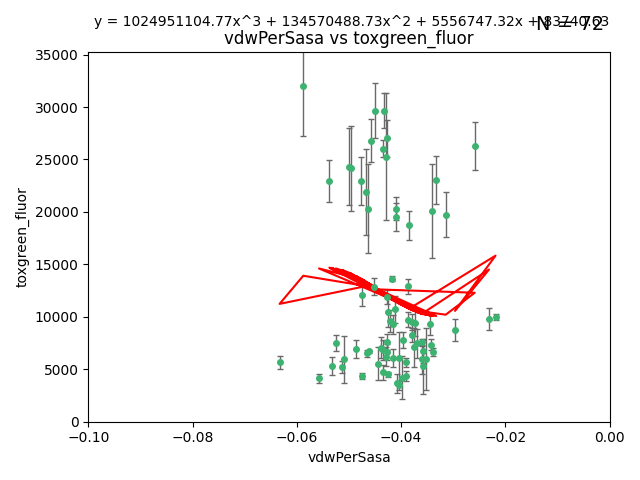 y = 1024951104.77x^3 + 134570488.73x^2 + 5556747.32x + 83740.63
N = 72
vdwPerSasa vs toxgreen_fluor
35000
30000
25000
20000
15000
10000
5000
0
toxgreen_fluor
−0.10 −0.08 −0.06 −0.04 −0.02 0.00
vdwPerSasa